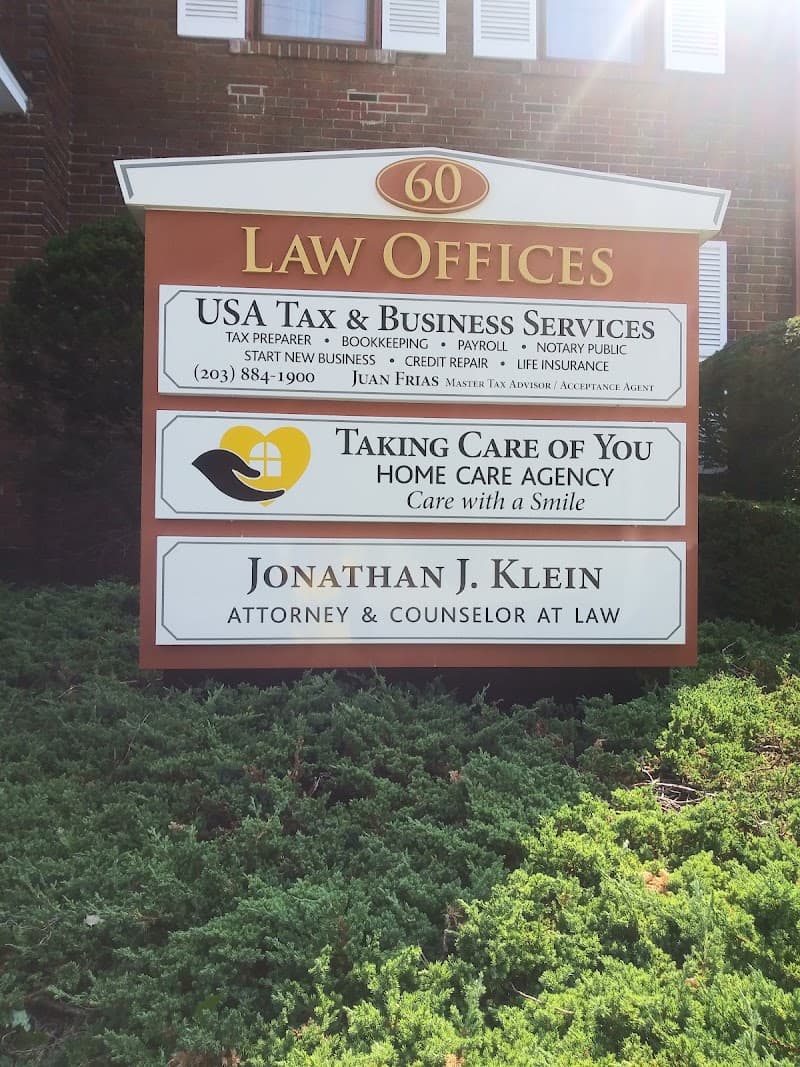 60
LAW OFFICES
USA TAX & BUSINESS SERVICES
TAX PREPARER • BOOKKEEPING • PAYROLL • NOTARY PUBLIC
START NEW BUSINESS • CREDIT REPAIR • LIFE INSURANCE
(203) 884-1900 JUAN FRIAS MASTER TAX ADVISOR / ACCEPTANCE AGENT
TAKING CARE OF YOU
HOME CARE AGENCY
Care with a Smile
JONATHAN J. KLEIN
ATTORNEY & COUNSELOR AT LAW